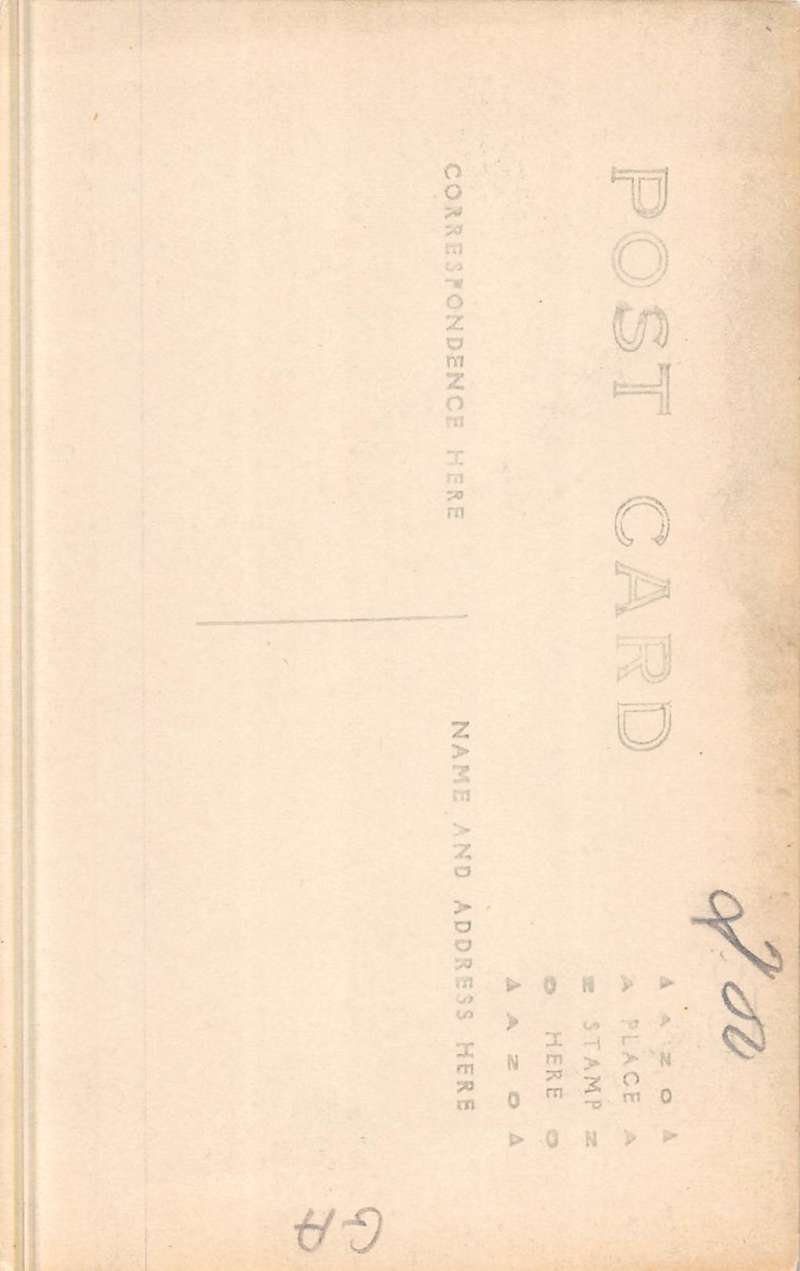 POST CARD
CORRESPONDENCE HERE
NAME AND ADDRESS HERE
A A Z O A
A PLACE A
Z STAMP Z
O HERE O
A A Z O A
GA